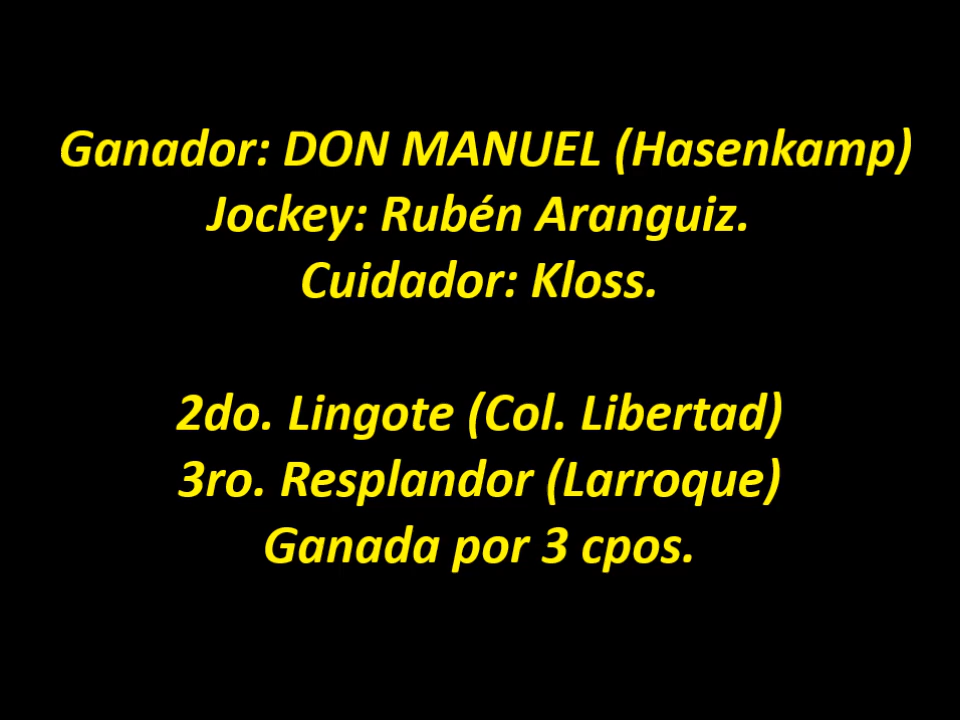 Ganador: DON MANUEL (Hasenkamp)
Jockey: Rubén Aranguiz.
Cuidador: Kloss.
2do. Lingote (Col. Libertad)
3ro. Resplandor (Larroque)
Ganada por 3 cpos.